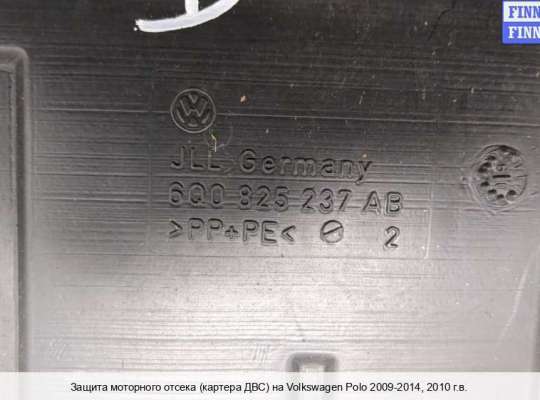 FINN
FINN
JLL Germany
6Q0 825 237 AB
>PP+PE< 2
Защита моторного отсека (картера ДВС) на Volkswagen Polo 2009-2014, 2010 г.в.